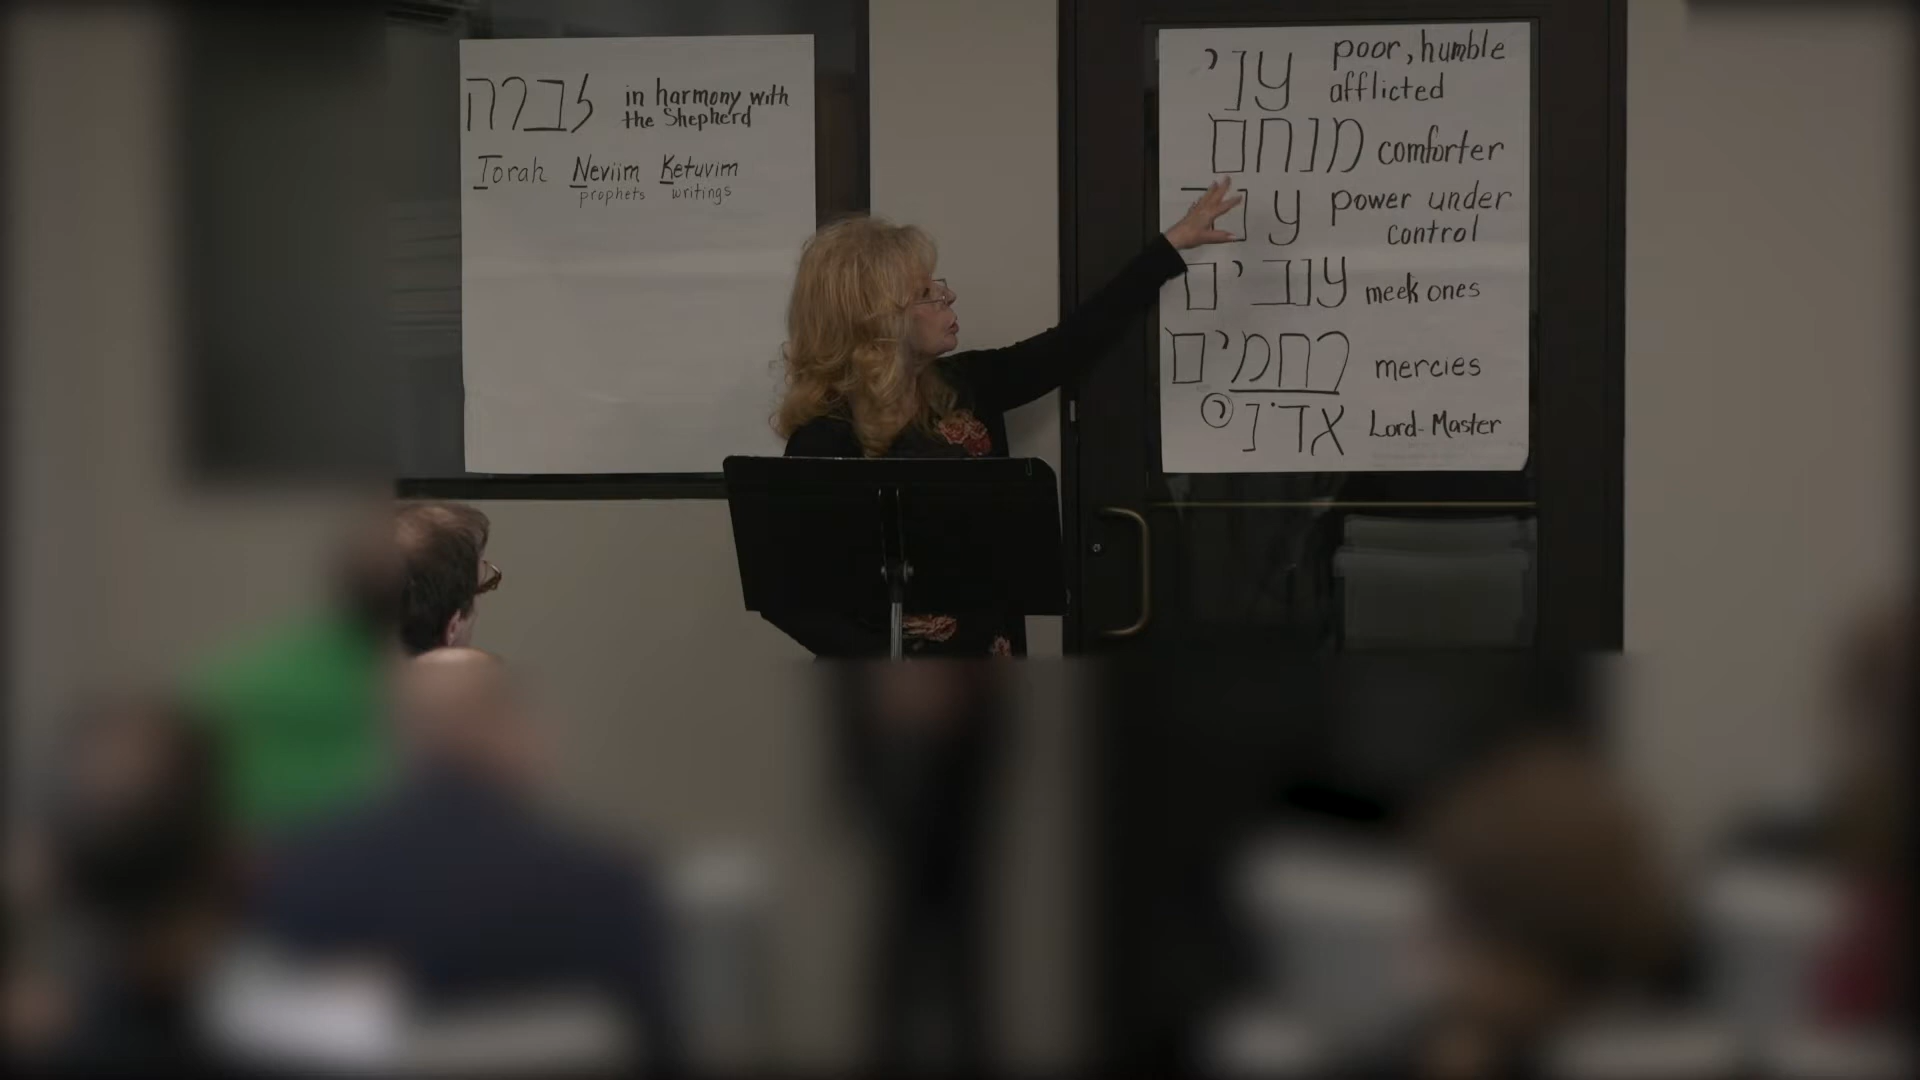 in harmony with
the Shepherd
Torah Neviim Ketuvim
prophets writings
עני poor, humble
afflicted
מנחם comforter
power under
control
ענבים meek ones
רחמים mercies
אדני Lord-Master